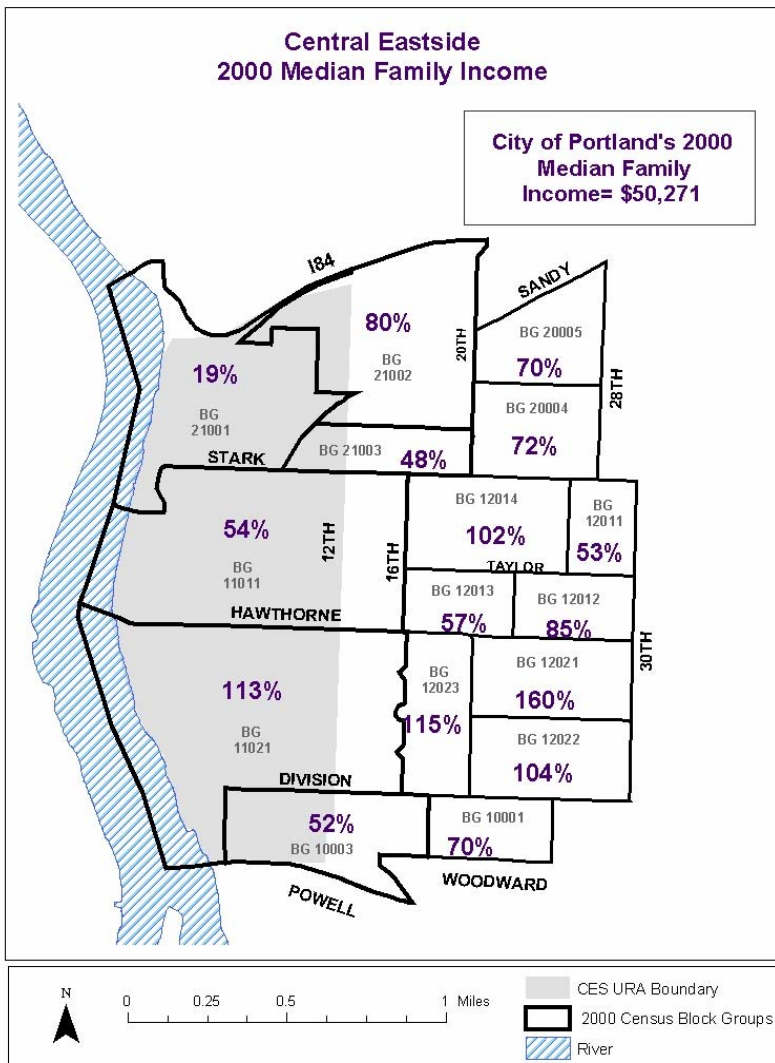 Central Eastside
2000 Median Family Income
City of Portland's 2000
Median Family
Income= $50,271
I84
SANDY
80%
20TH
BG 20005
BG
21002
70%
19%
28TH
BG 20004
BG
21001
72%
BG 21003
48%
STARK
BG 12014
BG
12011
54%
12TH
102%
53%
16TH
TAYLOR
BG
11011
BG 12013
BG 12012
HAWTHORNE
57%
85%
30TH
BG
12023
BG 12021
113%
160%
115%
BG
11021
BG 12022
104%
DIVISION
52%
BG 10001
BG 10003
70%
POWELL
WOODWARD
N
0 0.25 0.5 1 Miles
CES URA Boundary
2000 Census Block Groups
River